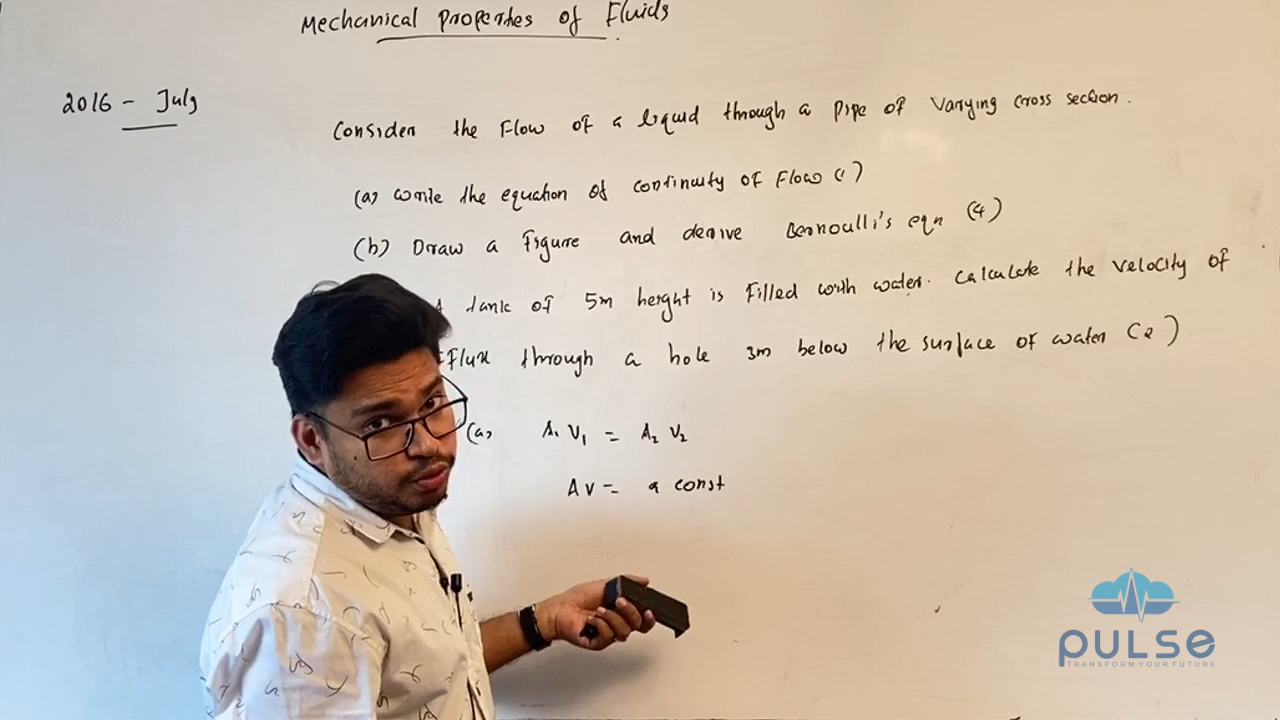 Mechanical Properties of Fluids
2016 - July
Consider the Flow of a liquid through a pipe of varying cross section.
(a) write the equation of continuity of Flow (1)
(b) Draw a Figure and derive Bernoulli's eqn (4)
A tank of 5m height is Filled with water. Calculate the velocity of
EFlux through a hole 3m below the surface of water (2)
(a) A₁ V₁ = A₂ V₂
AV = a const
PULSE
TRANSFORM YOUR FUTURE